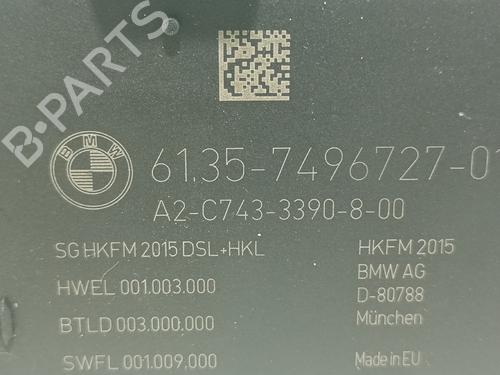 B-PARTS
BMW
61.35-7496727-01
A2-C743-3390-8-00
SG HKFM 2015 DSL+HKL
HWEL 001.003.000
BTLD 003.000.000
SWFL 001.009.000
HKFM 2015
BMW AG
D-80788
München
Made in EU